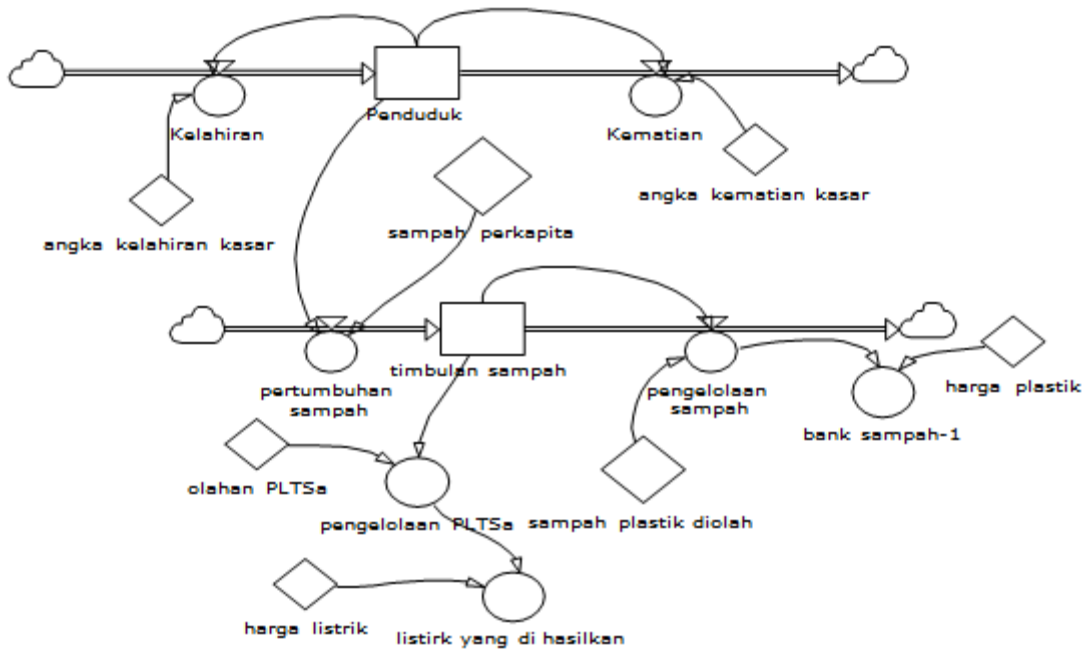 Kelahiran
Penduduk
Kematian
angka kelahiran kasar
sampah perkapita
angka kematian kasar
pertumbuhan
sampah
timbulan sampah
pengelolaan
sampah
harga plastik
bank sampah-1
olahan PLTSa
pengelolaan PLTSa
sampah plastik diolah
harga listrik
listirk yang di hasilkan